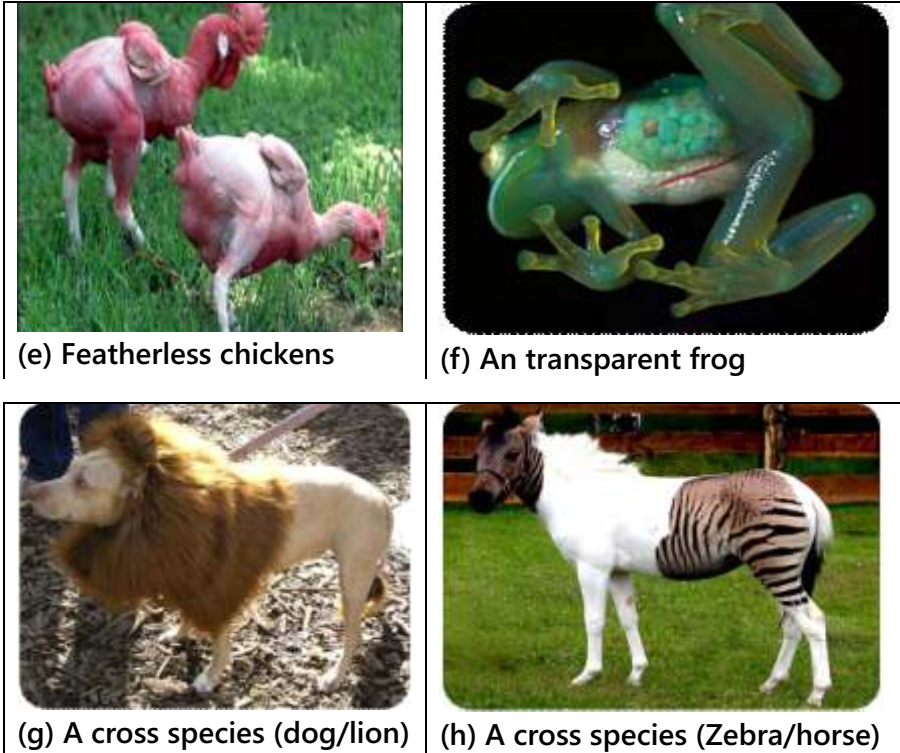 (e) Featherless chickens
(f) An transparent frog
(g) A cross species (dog/lion)
(h) A cross species (Zebra/horse)